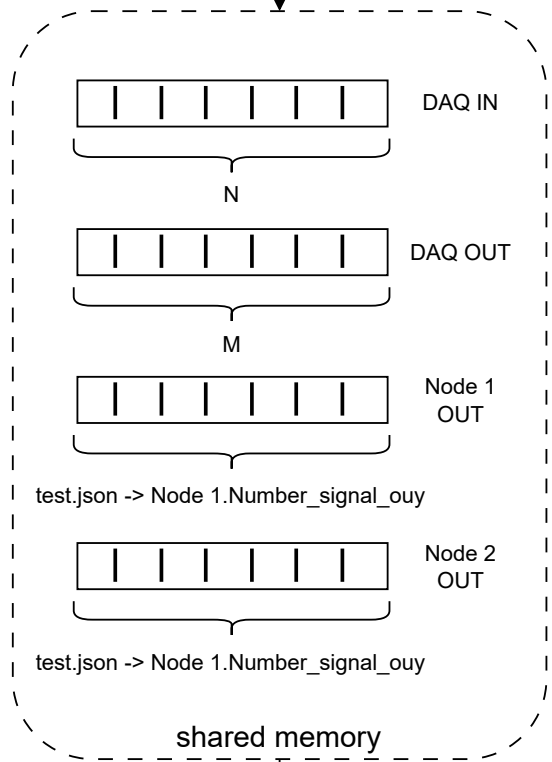 DAQ IN
N
DAQ OUT
M
Node 1
OUT
test.json -> Node 1.Number_signal_ouy
Node 2
OUT
test.json -> Node 1.Number_signal_ouy
shared memory